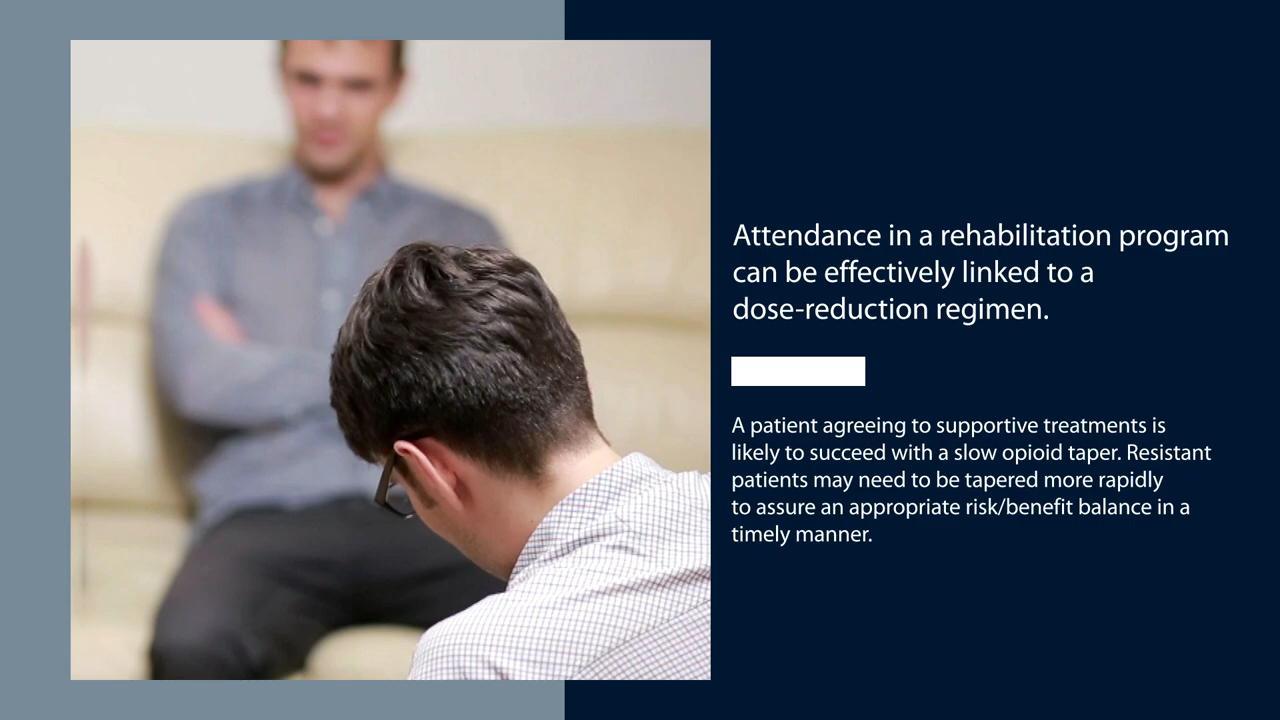 Attendance in a rehabilitation program
can be effectively linked to a
dose-reduction regimen.
A patient agreeing to supportive treatments is
likely to succeed with a slow opioid taper. Resistant
patients may need to be tapered more rapidly
to assure an appropriate risk/benefit balance in a
timely manner.